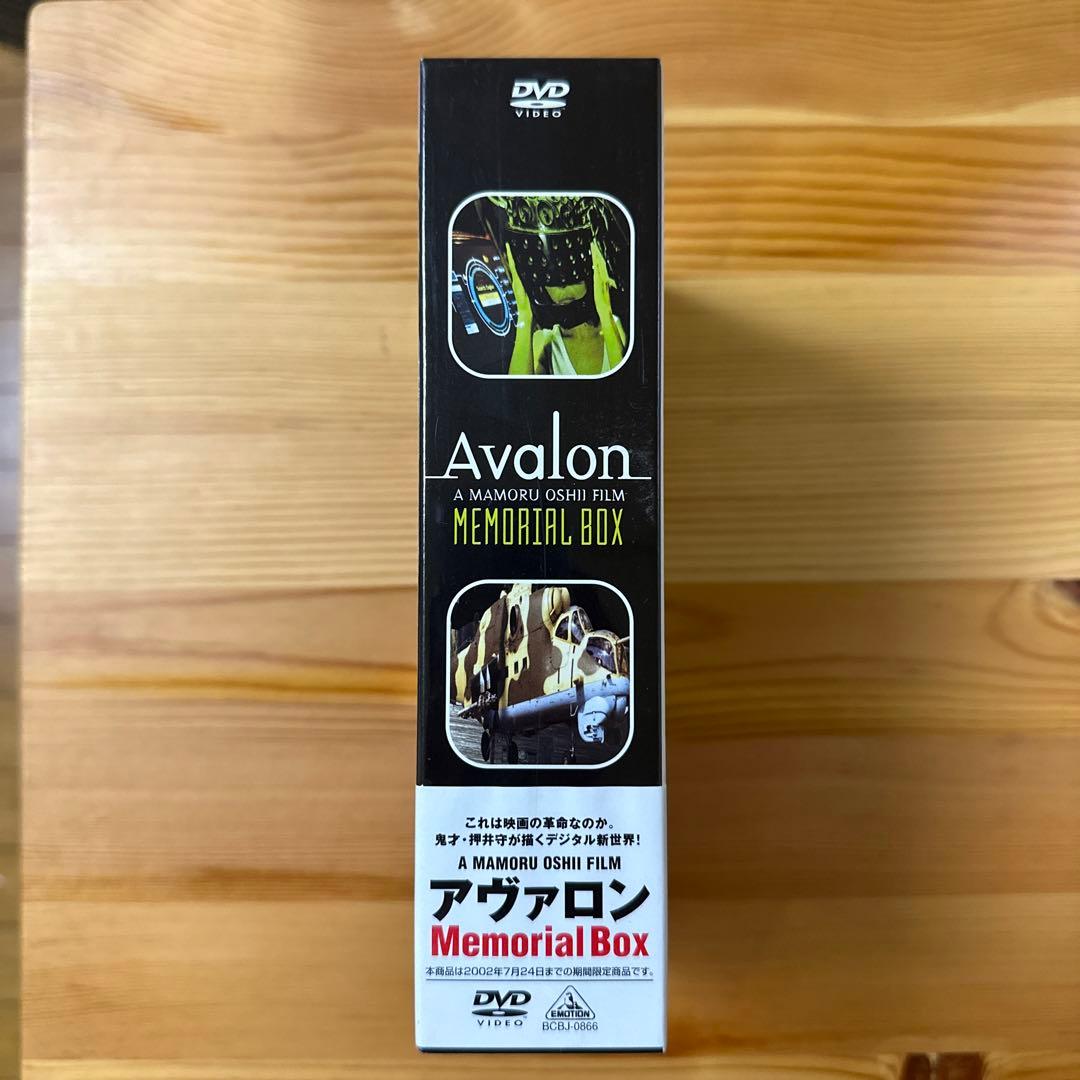 DVD
VIDEO
Avalon
A MAMORU OSHII FILM
MEMORIAL BOX
これは映画の革命なのか。
鬼才・押井守が描くデジタル新世界!
A MAMORU OSHII FILM
アヴァロン
Memorial Box
本商品は2002年7月24日までの期間限定商品です。
DVD
VIDEO
EMOTION
BCBJ-0866